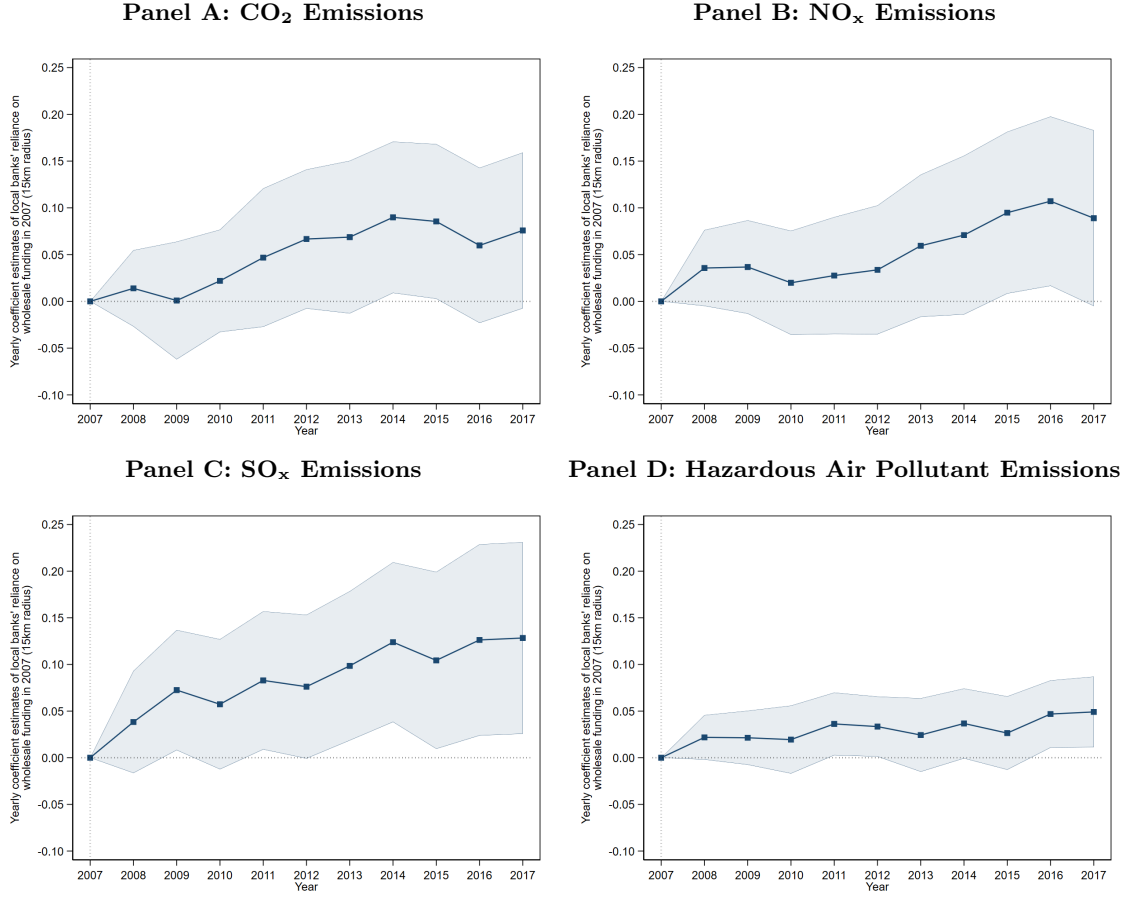 Panel A: CO₂ Emissions
Yearly coefficient estimates of local banks' reliance on
wholesale funding in 2007 (15km radius)
0.25
0.20
0.15
0.10
0.05
0.00
-0.05
-0.10
2007 2008 2009 2010 2011 2012 2013 2014 2015 2016 2017
Year
Panel B: NOₓ Emissions
Yearly coefficient estimates of local banks' reliance on
wholesale funding in 2007 (15km radius)
0.25
0.20
0.15
0.10
0.05
0.00
-0.05
-0.10
2007 2008 2009 2010 2011 2012 2013 2014 2015 2016 2017
Year
Panel C: SOₓ Emissions
Yearly coefficient estimates of local banks' reliance on
wholesale funding in 2007 (15km radius)
0.25
0.20
0.15
0.10
0.05
0.00
-0.05
-0.10
2007 2008 2009 2010 2011 2012 2013 2014 2015 2016 2017
Year
Panel D: Hazardous Air Pollutant Emissions
Yearly coefficient estimates of local banks' reliance on
wholesale funding in 2007 (15km radius)
0.25
0.20
0.15
0.10
0.05
0.00
-0.05
-0.10
2007 2008 2009 2010 2011 2012 2013 2014 2015 2016 2017
Year